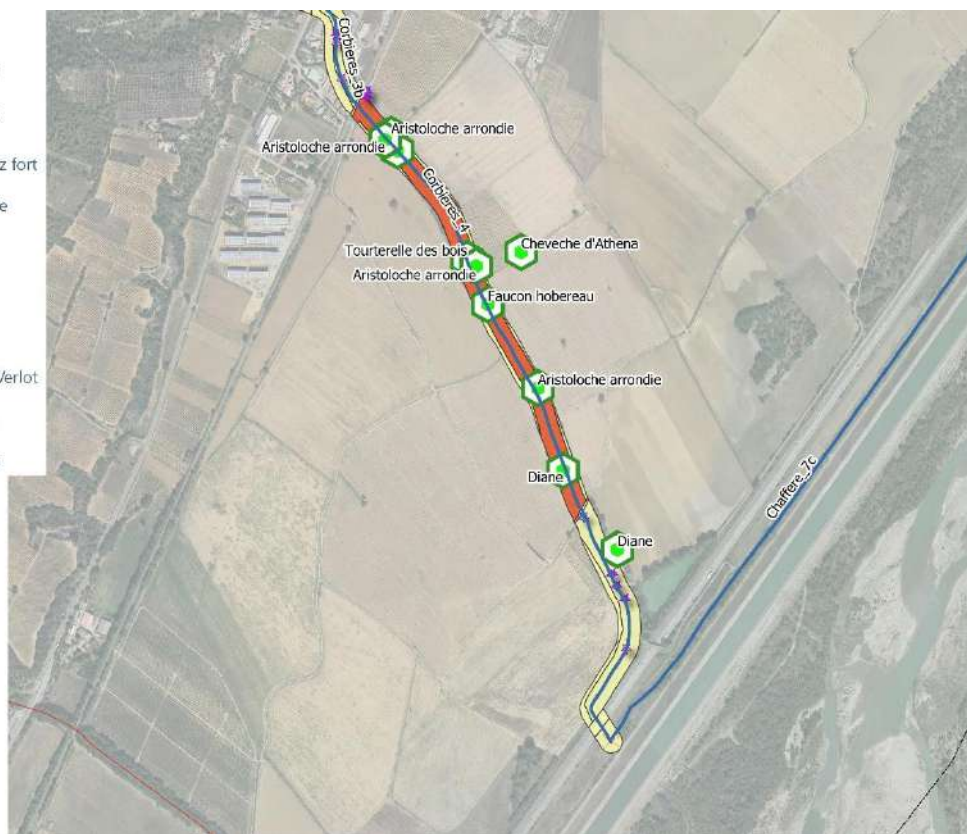 Corbieres_3b
Aristoloche arrondie
Aristoloche arrondie
z fort
Corbieres_4
e
Cheveche d'Athena
Tourterelle des bois
Aristoloche arrondie
Faucon hobereau
Verlot
Aristoloche arrondie
Diane
Chaffere_7c
Diane